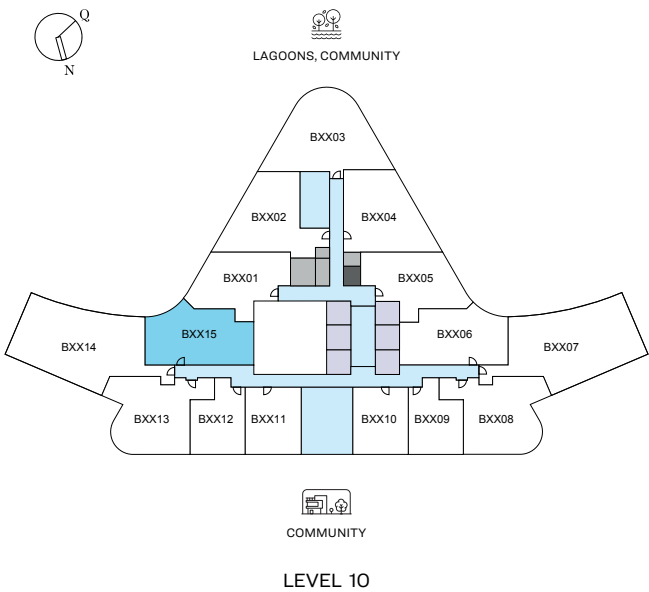 Q
N
LAGOONS, COMMUNITY
BXX03
BXX02
BXX04
BXX01
BXX05
BXX15
BXX06
BXX14
BXX07
BXX13
BXX12
BXX11
BXX10
BXX09
BXX08
COMMUNITY
LEVEL 10